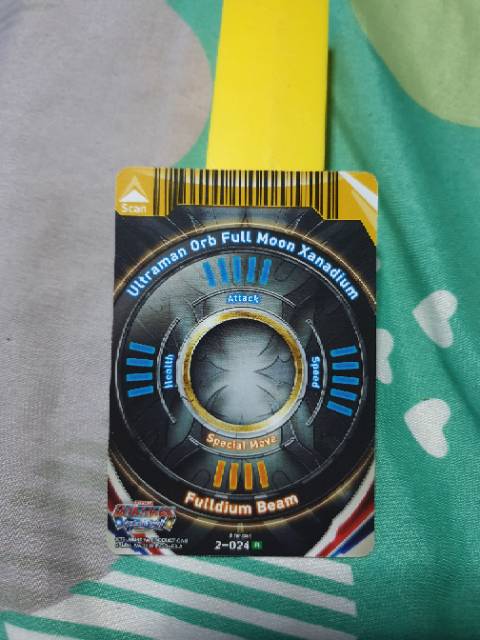 Scan
Ultraman Orb Full Moon Xanadium
Attack
Health
Speed
Special Move
Fulldium Beam
2-024 R